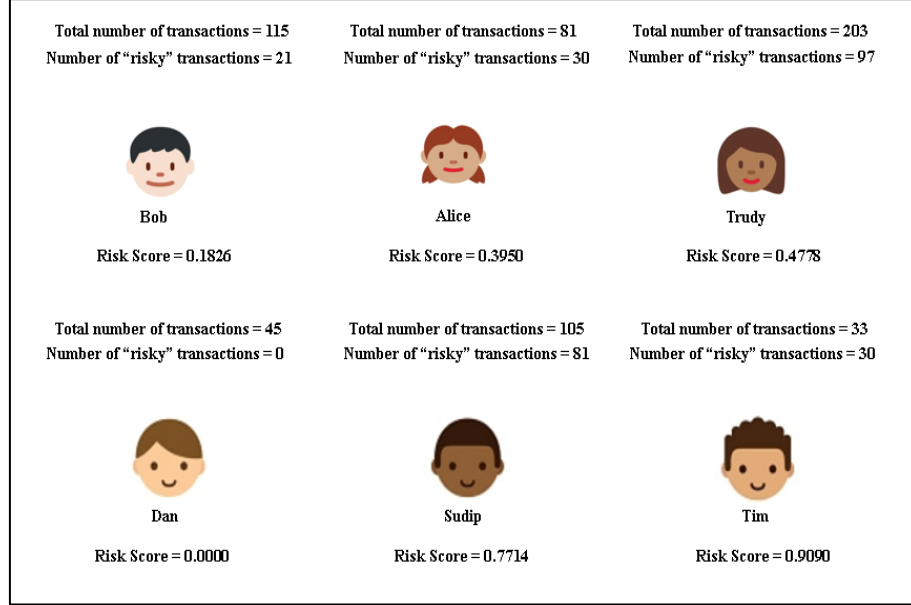 Total number of transactions = 115
Number of “risky” transactions = 21
Bob
Risk Score = 0.1826
Total number of transactions = 81
Number of “risky” transactions = 30
Alice
Risk Score = 0.3950
Total number of transactions = 203
Number of “risky” transactions = 97
Trudy
Risk Score = 0.4778
Total number of transactions = 45
Number of “risky” transactions = 0
Dan
Risk Score = 0.0000
Total number of transactions = 105
Number of “risky” transactions = 81
Sudip
Risk Score = 0.7714
Total number of transactions = 33
Number of “risky” transactions = 30
Tim
Risk Score = 0.9090